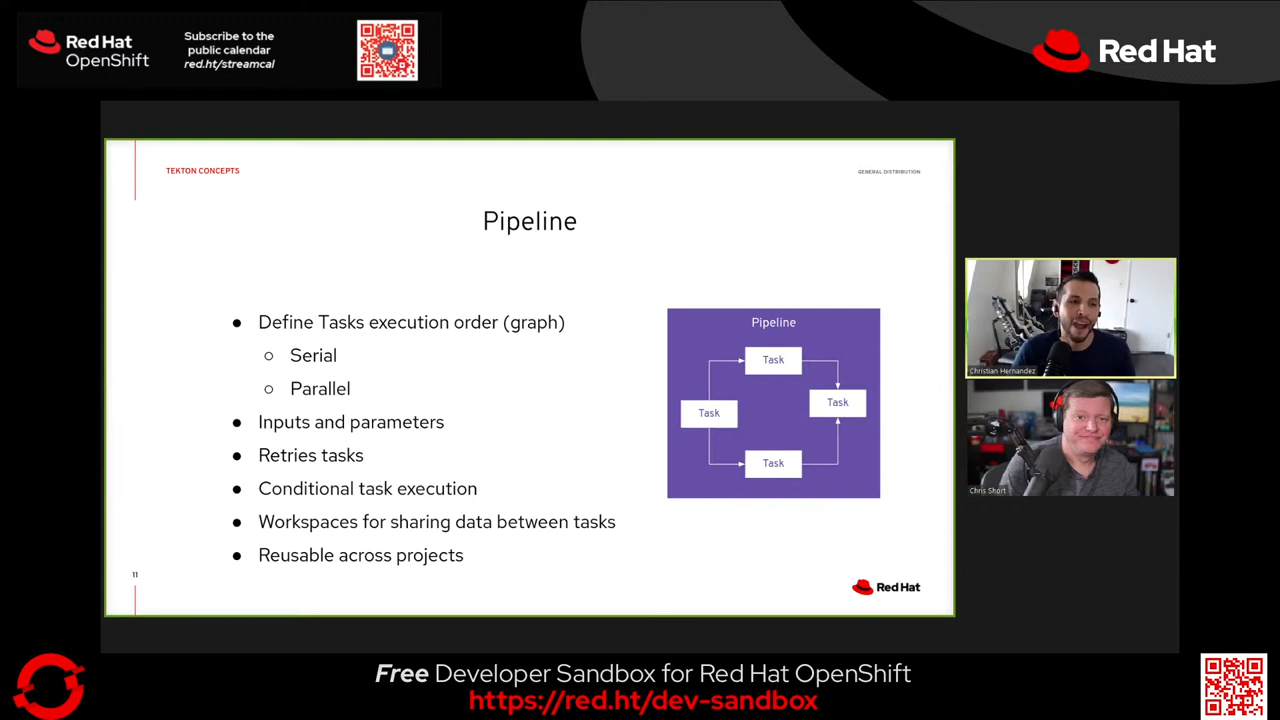 Red Hat
OpenShift
Subscribe to the
public calendar
red.ht/streamcal
Red Hat
TEKTON CONCEPTS
GENERAL DISTRIBUTION
Pipeline
● Define Tasks execution order (graph)
○ Serial
○ Parallel
● Inputs and parameters
● Retries tasks
● Conditional task execution
● Workspaces for sharing data between tasks
● Reusable across projects
Pipeline
Task
Task
Task
Task
11
Red Hat
Christian Hernandez
Chris Short
Free Developer Sandbox for Red Hat OpenShift
https://red.ht/dev-sandbox